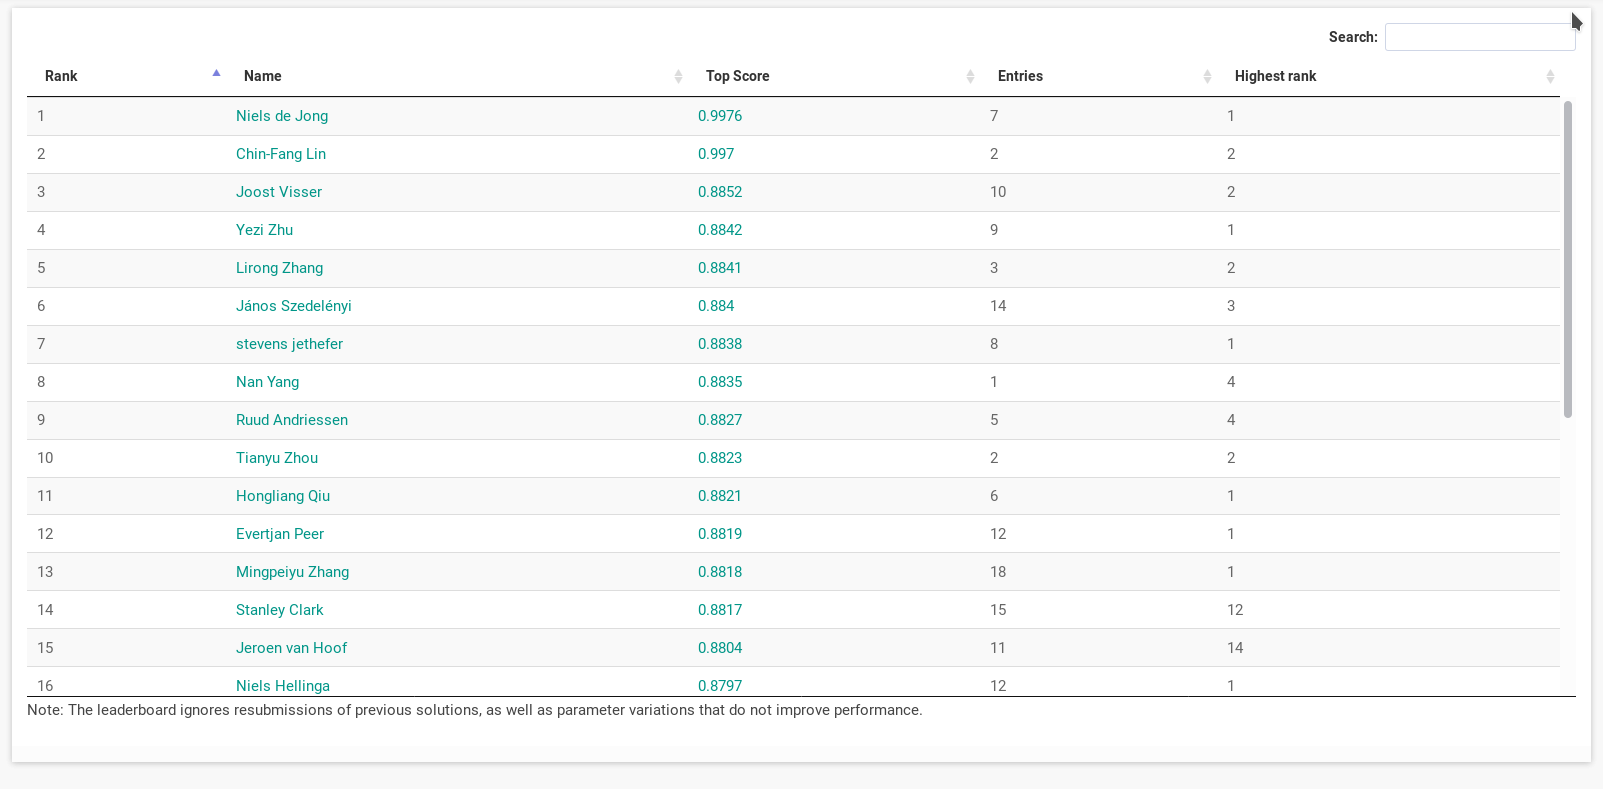 Search:
Rank Name Top Score Entries Highest rank
1 Niels de Jong 0.9976 7 1
2 Chin-Fang Lin 0.997 2 2
3 Joost Visser 0.8852 10 2
4 Yezi Zhu 0.8842 9 1
5 Lirong Zhang 0.8841 3 2
6 János Szedelényi 0.884 14 3
7 stevens jethefer 0.8838 8 1
8 Nan Yang 0.8835 1 4
9 Ruud Andriessen 0.8827 5 4
10 Tianyu Zhou 0.8823 2 2
11 Hongliang Qiu 0.8821 6 1
12 Evertjan Peer 0.8819 12 1
13 Mingpeiyu Zhang 0.8818 18 1
14 Stanley Clark 0.8817 15 12
15 Jeroen van Hoof 0.8804 11 14
16 Niels Hellinga 0.8797 12 1
Note: The leaderboard ignores resubmissions of previous solutions, as well as parameter variations that do not improve performance.